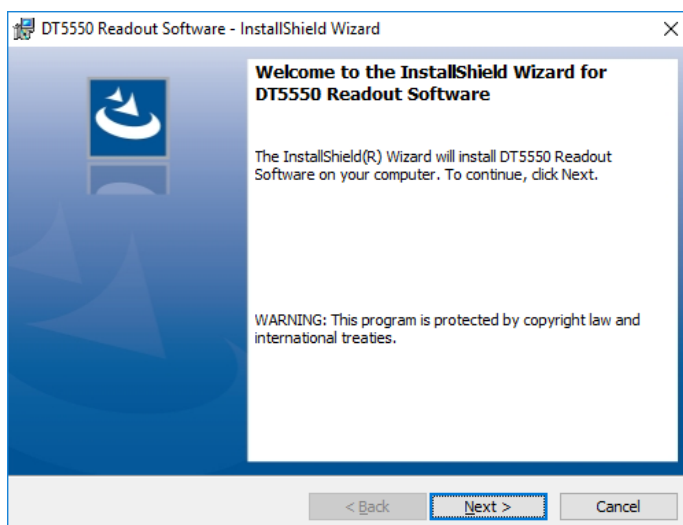 DT5550 Readout Software - InstallShield Wizard
Welcome to the InstallShield Wizard for
DT5550 Readout Software
The InstallShield(R) Wizard will install DT5550 Readout
Software on your computer. To continue, click Next.
WARNING: This program is protected by copyright law and
international treaties.
< Back
Next >
Cancel